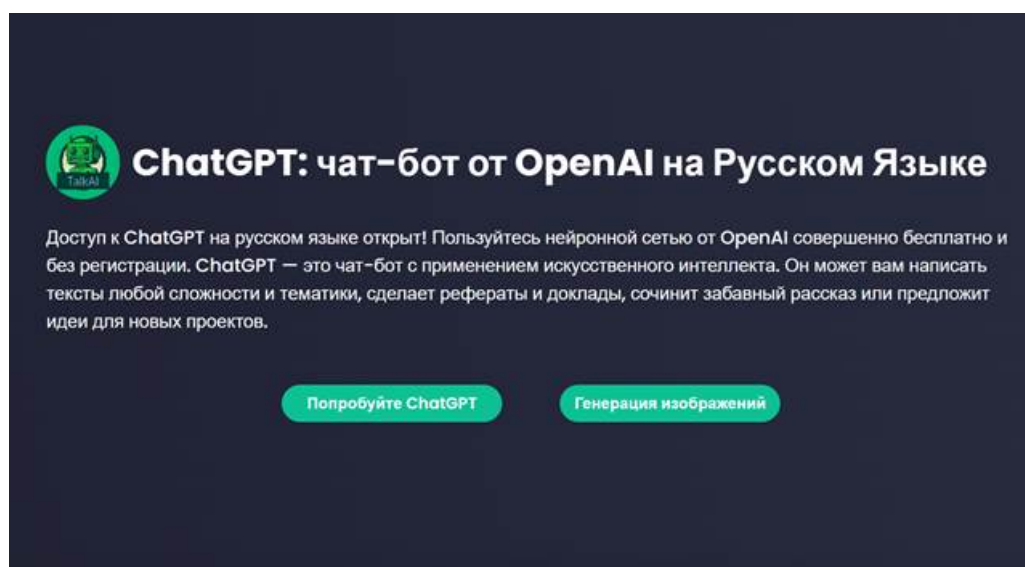 TalkAI
ChatGPT: чат-бот от OpenAI на Русском Языке
Доступ к ChatGPT на русском языке открыт! Пользуйтесь нейронной сетью от OpenAI совершенно бесплатно и
без регистрации. ChatGPT — это чат-бот с применением искусственного интеллекта. Он может вам написать
тексты любой сложности и тематики, сделает рефераты и доклады, сочинит забавный рассказ или предложит
идеи для новых проектов.
Попробуйте ChatGPT
Генерация изображений